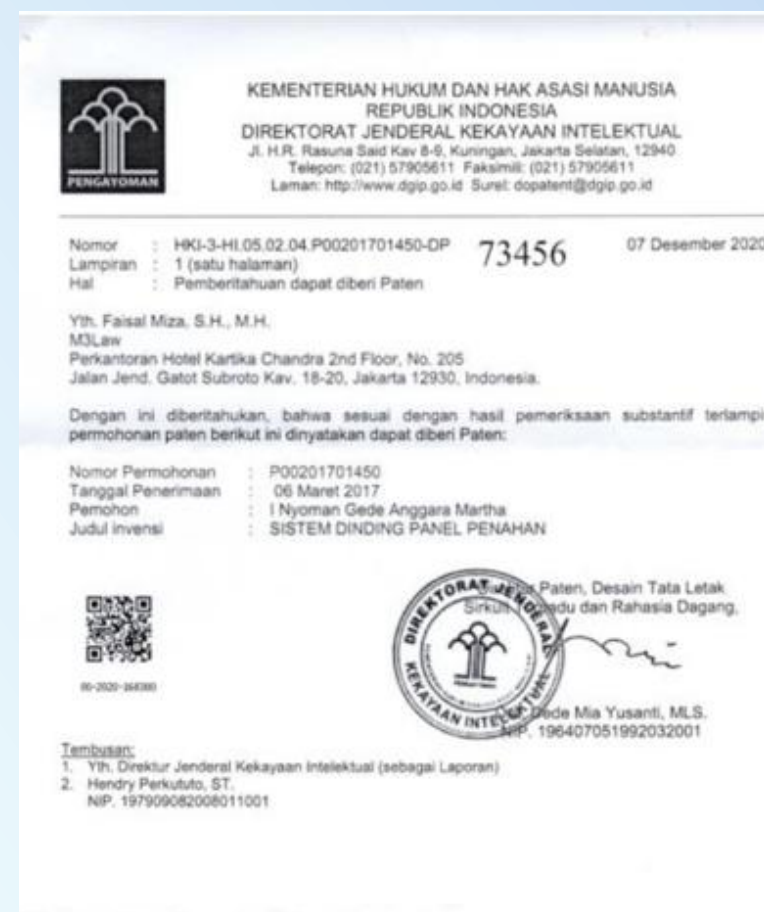 KEMENTERIAN HUKUM DAN HAK ASASI MANUSIA
REPUBLIK INDONESIA
DIREKTORAT JENDERAL KEKAYAAN INTELEKTUAL
Jl. H.R. Rasuna Said Kav 8-9, Kuningan, Jakarta Selatan, 12940
Telepon: (021) 57905611 Faksimili: (021) 57905611
Laman: http://www.dgip.go.id Surel: dopatent@dgip.go.id
PENGAYOMAN
Nomor : HKI-3-HI.05.02.04.P00201701450-DP 73456 07 Desember 2020
Lampiran : 1 (satu halaman)
Hal : Pemberitahuan dapat diberi Paten
Yth. Faisal Miza, S.H., M.H.
M3Law
Perkantoran Hotel Kartika Chandra 2nd Floor, No. 205
Jalan Jend. Gatot Subroto Kav. 18-20, Jakarta 12930, Indonesia.
Dengan ini diberitahukan, bahwa sesuai dengan hasil pemeriksaan substantif terlampi
permohonan paten berikut ini dinyatakan dapat diberi Paten:
Nomor Permohonan : P00201701450
Tanggal Penerimaan : 06 Maret 2017
Pemohon : I Nyoman Gede Anggara Martha
Judul invensi : SISTEM DINDING PANEL PENAHAN
Paten, Desain Tata Letak
dan Rahasia Dagang,
DIREKTORAT JENDERAL
KEKAYAAN INTELEKTUAL
Dede Mia Yusanti, MLS.
NIP. 196407051992032001
Tembusan:
1. Yth. Direktur Jenderal Kekayaan Intelektual (sebagai Laporan)
2. Hendry Perkututo, ST.
NIP. 197909082008011001